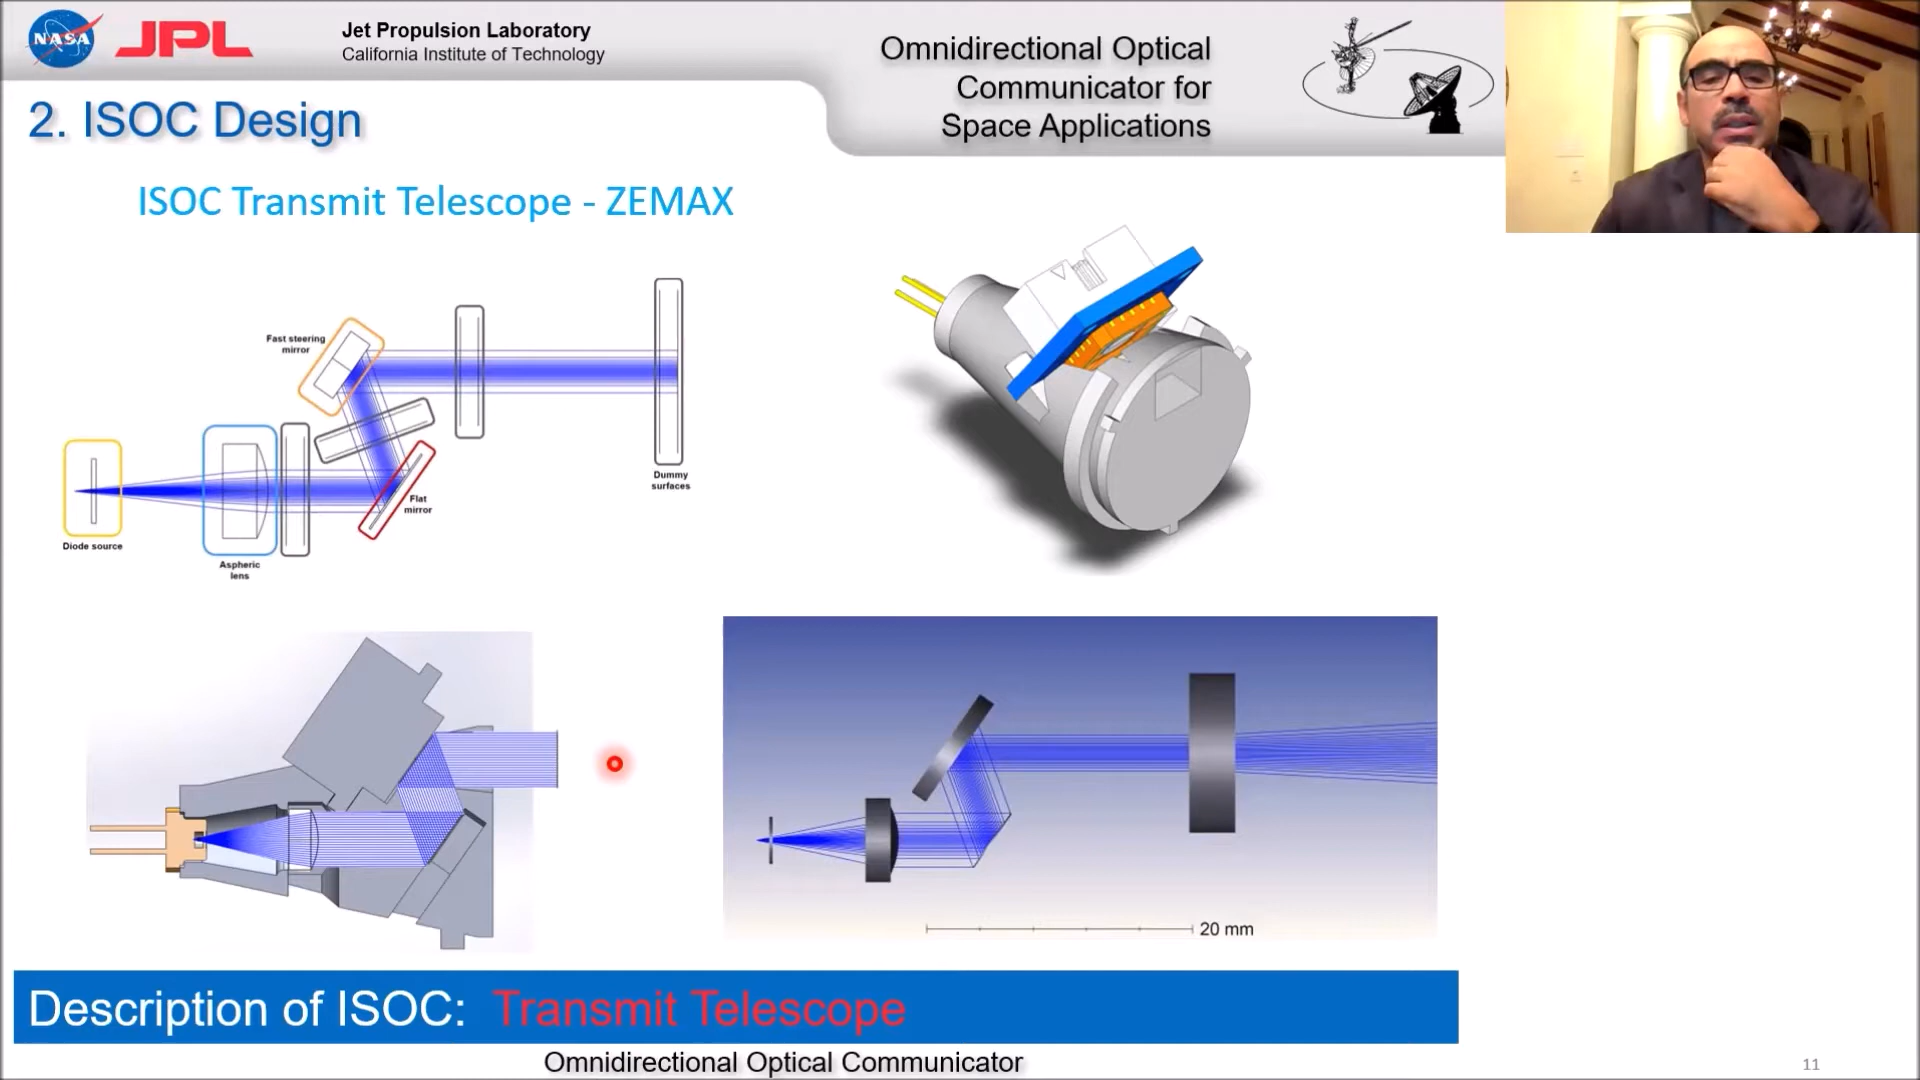 NASA
JPL
Jet Propulsion Laboratory
California Institute of Technology
Omnidirectional Optical
Communicator for
Space Applications
2. ISOC Design
ISOC Transmit Telescope - ZEMAX
Fast steering
mirror
Diode source
Aspheric
lens
Flat
mirror
Dummy
surfaces
20 mm
Description of ISOC: Transmit Telescope
Omnidirectional Optical Communicator
11